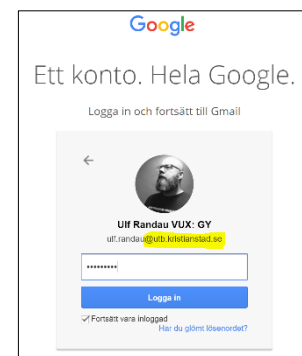 Google
Ett konto. Hela Google.
Logga in och fortsätt till Gmail
Ulf Randau VUX: GY
ulf.randau@utb.kristianstad.se
•••••••••
Logga in
Fortsätt vara inloggad
Har du glömt lösenordet?